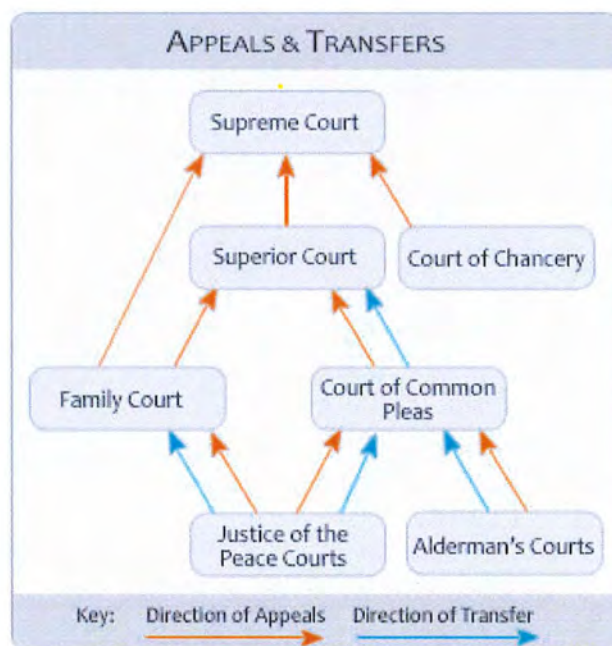 APPEALS & TRANSFERS
Supreme Court
Superior Court
Court of Chancery
Family Court
Court of Common
Pleas
Justice of the
Peace Courts
Alderman's Courts
Key: Direction of Appeals Direction of Transfer